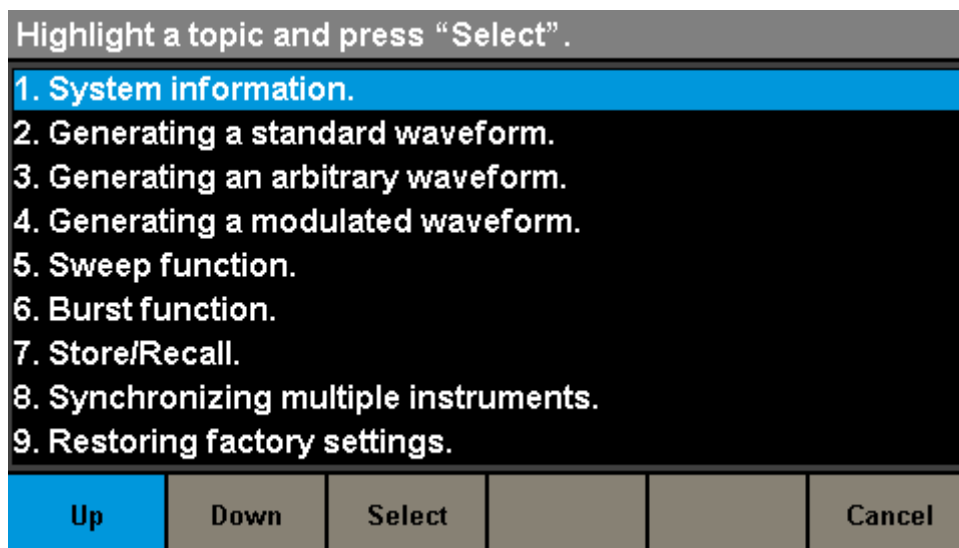 Highlight a topic and press “Select”.
1. System information.
2. Generating a standard waveform.
3. Generating an arbitrary waveform.
4. Generating a modulated waveform.
5. Sweep function.
6. Burst function.
7. Store/Recall.
8. Synchronizing multiple instruments.
9. Restoring factory settings.
Up Down Select Cancel